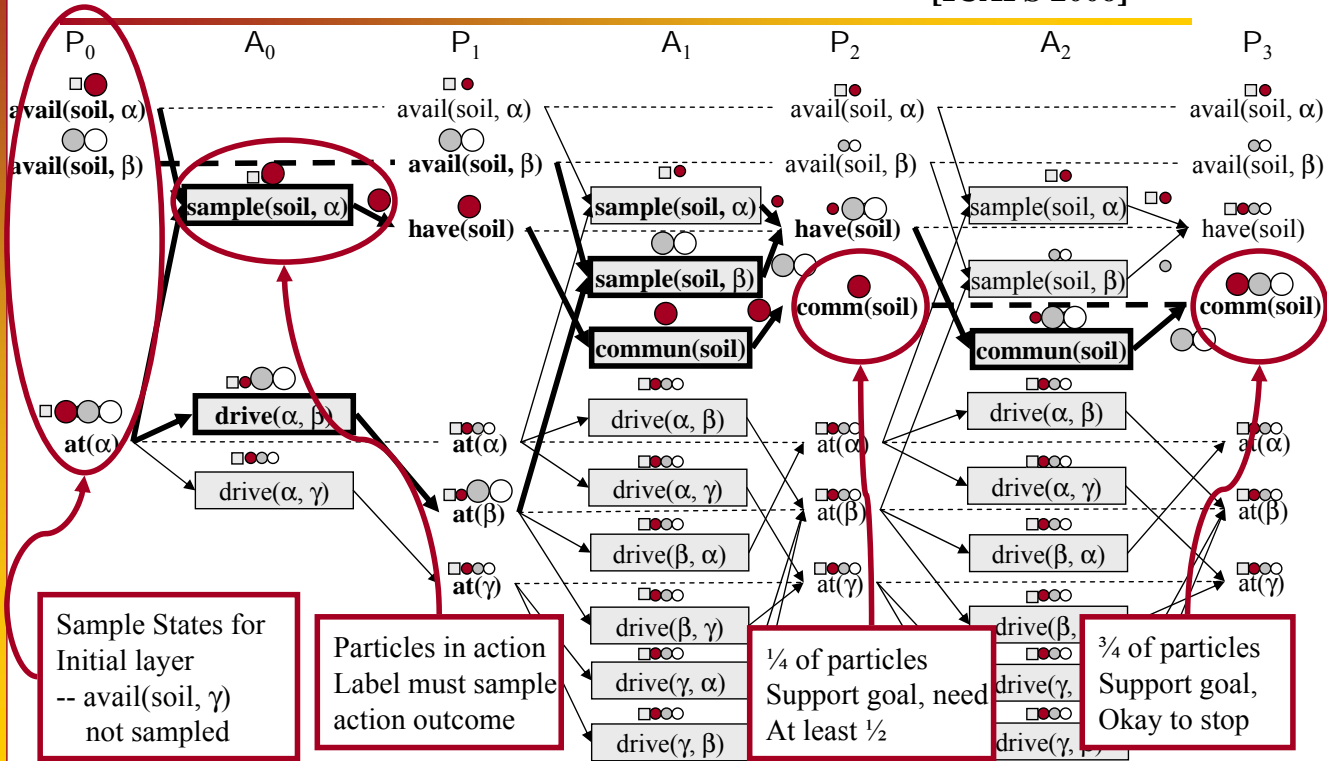 P0 A0 P1 A1 P2 A2 P3
avail(soil, α)
avail(soil, β)
at(α)
sample(soil, α)
drive(α, β)
drive(α, γ)
avail(soil, α)
avail(soil, β)
have(soil)
at(α)
at(β)
at(γ)
sample(soil, α)
sample(soil, β)
commun(soil)
drive(α, β)
drive(α, γ)
drive(β, α)
drive(β, γ)
drive(γ, α)
drive(γ, β)
avail(soil, α)
avail(soil, β)
have(soil)
comm(soil)
at(α)
at(β)
at(γ)
sample(soil, α)
sample(soil, β)
commun(soil)
drive(α, β)
drive(α, γ)
drive(β, α)
drive(β,
drive(γ,
drive(γ, β)
avail(soil, α)
avail(soil, β)
have(soil)
comm(soil)
at(α)
at(β)
at(γ)
Sample States for
Initial layer
-- avail(soil, γ)
not sampled
Particles in action
Label must sample
action outcome
¼ of particles
Support goal, need
At least ½
¾ of particles
Support goal,
Okay to stop